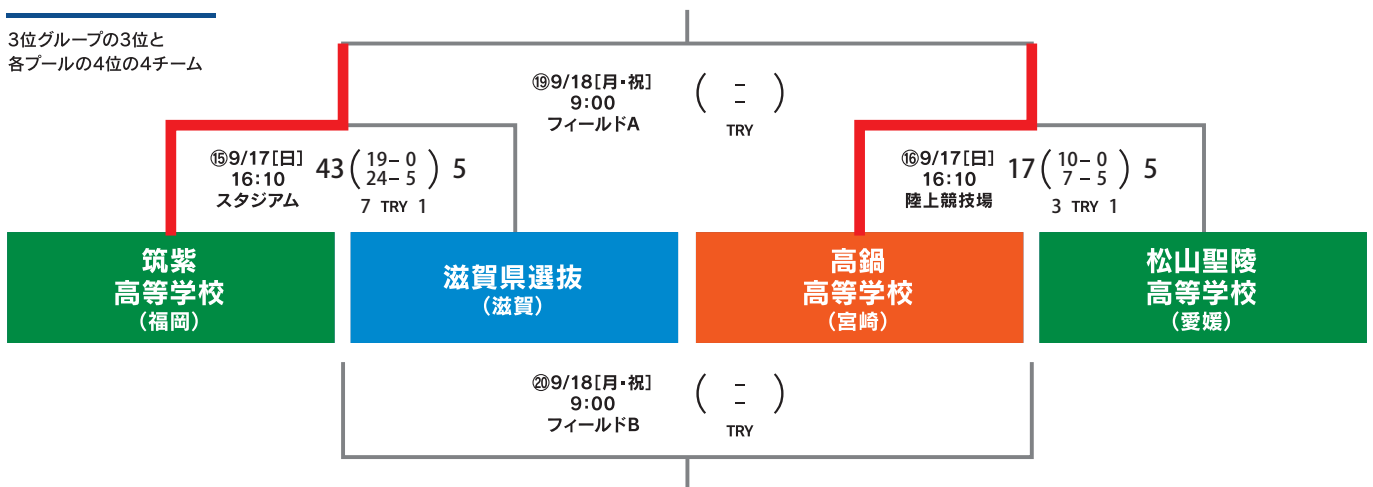 3位グループの3位と
各プールの4位の4チーム
⑲9/18[月・祝]
9:00
フィールドA
( – )
–
TRY
⑮9/17[日]
16:10
スタジアム
43 ( 19– 0 ) 5
24– 5
7 TRY 1
⑯9/17[日]
16:10
陸上競技場
17 ( 10– 0 ) 5
7 – 5
3 TRY 1
筑紫
高等学校
(福岡)
滋賀県選抜
(滋賀)
高鍋
高等学校
(宮崎)
松山聖陵
高等学校
(愛媛)
⑳9/18[月・祝]
9:00
フィールドB
( – )
–
TRY